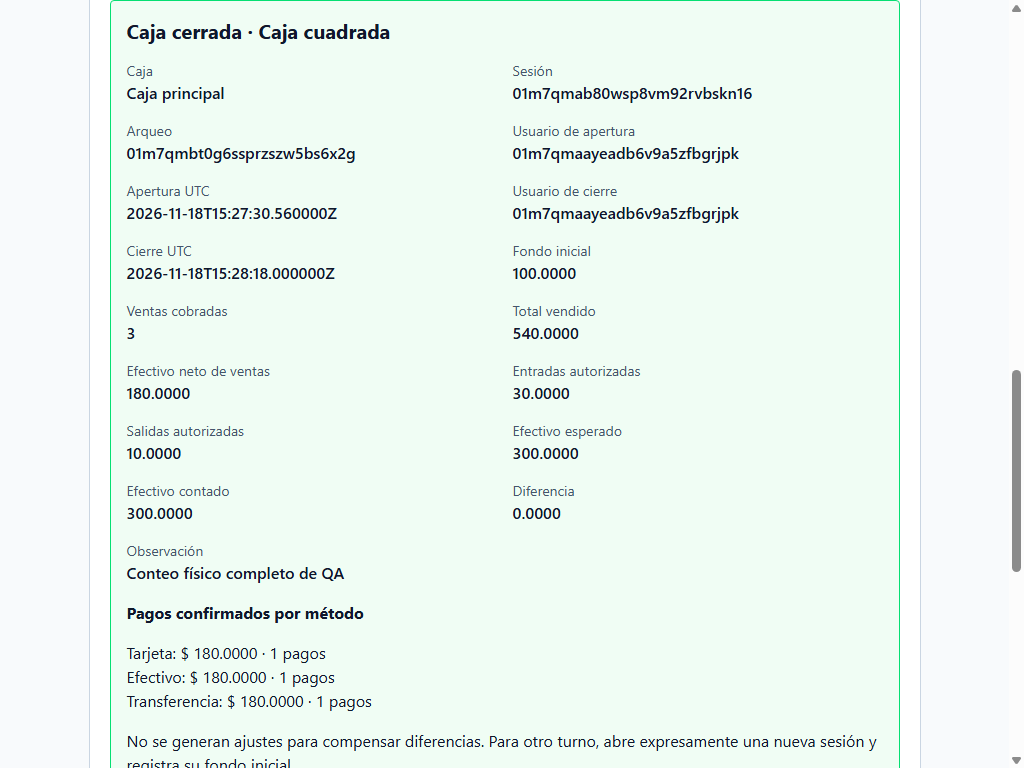 Caja cerrada · Caja cuadrada
Caja
Caja principal
Sesión
01m7qmab80wsp8vm92rvbskn16
Arqueo
01m7qmbt0g6ssprzszw5bs6x2g
Usuario de apertura
01m7qmaayeadb6v9a5zfbgrjpk
Apertura UTC
2026-11-18T15:27:30.560000Z
Usuario de cierre
01m7qmaayeadb6v9a5zfbgrjpk
Cierre UTC
2026-11-18T15:28:18.000000Z
Fondo inicial
100.0000
Ventas cobradas
3
Total vendido
540.0000
Efectivo neto de ventas
180.0000
Entradas autorizadas
30.0000
Salidas autorizadas
10.0000
Efectivo esperado
300.0000
Efectivo contado
300.0000
Diferencia
0.0000
Observación
Conteo físico completo de QA
Pagos confirmados por método
Tarjeta: $ 180.0000 · 1 pagos
Efectivo: $ 180.0000 · 1 pagos
Transferencia: $ 180.0000 · 1 pagos
No se generan ajustes para compensar diferencias. Para otro turno, abre expresamente una nueva sesión y
registra su fondo inicial.